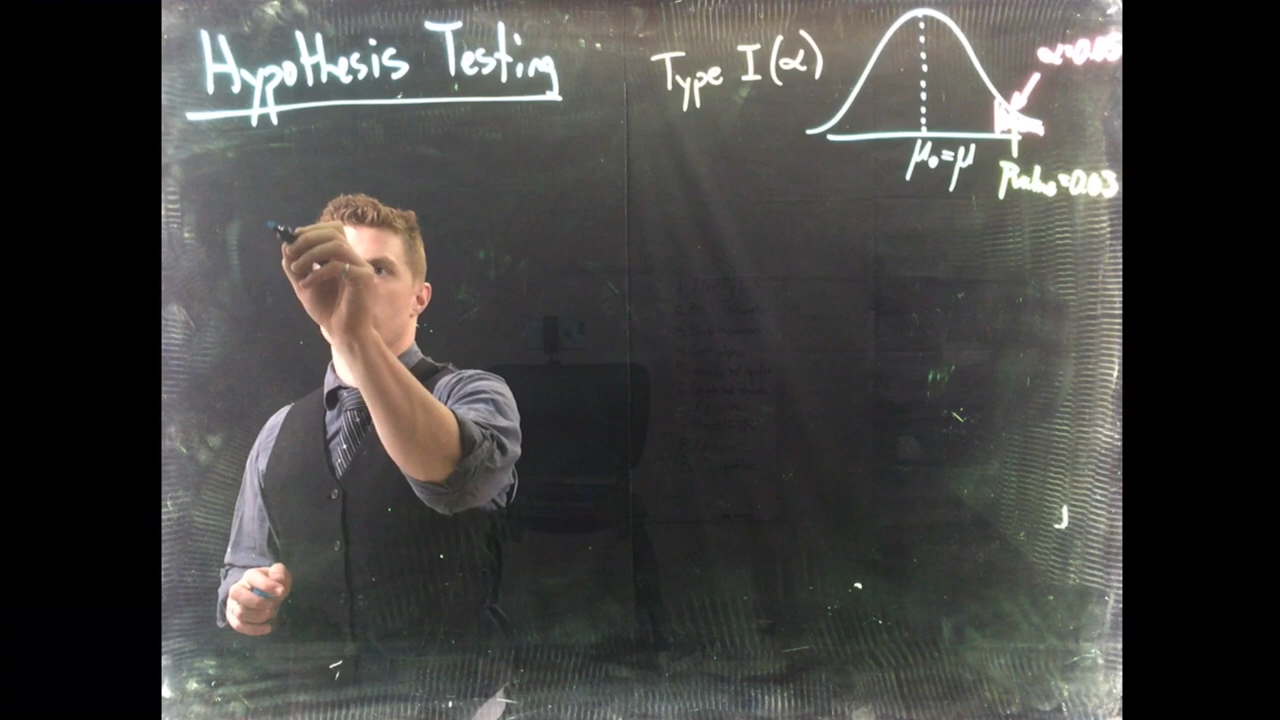 Hypothesis Testing
Type I (α)
α=0.05
μ₀=μ
Pvalue=0.03